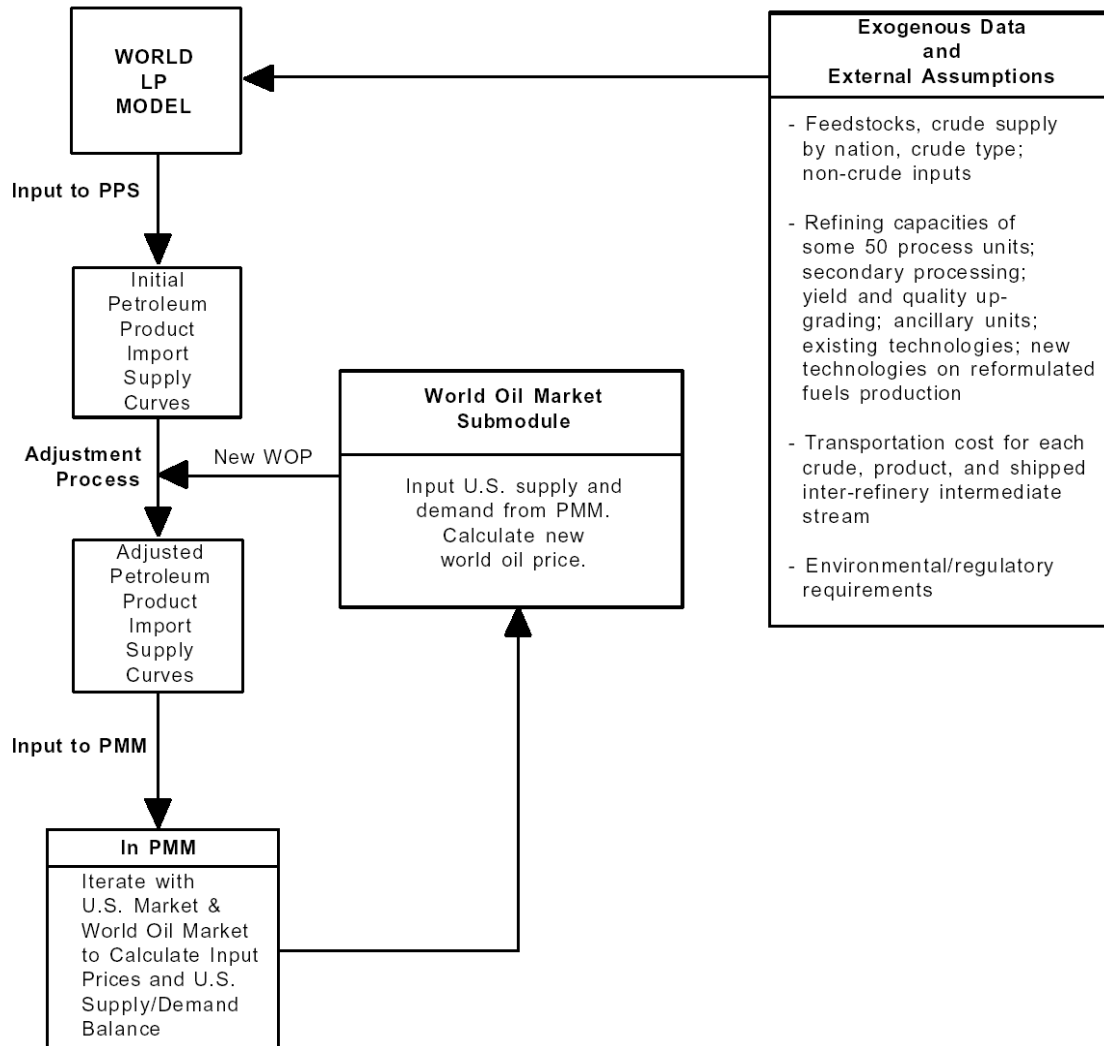 WORLD
LP
MODEL
Exogenous Data
and
External Assumptions
- Feedstocks, crude supply
by nation, crude type;
non-crude inputs
- Refining capacities of
some 50 process units;
secondary processing;
yield and quality up-
grading; ancillary units;
existing technologies; new
technologies on reformulated
fuels production
- Transportation cost for each
crude, product, and shipped
inter-refinery intermediate
stream
- Environmental/regulatory
requirements
Input to PPS
Initial
Petroleum
Product
Import
Supply
Curves
Adjustment
Process
New WOP
World Oil Market
Submodule
Input U.S. supply and
demand from PMM.
Calculate new
world oil price.
Adjusted
Petroleum
Product
Import
Supply
Curves
Input to PMM
In PMM
Iterate with
U.S. Market &
World Oil Market
to Calculate Input
Prices and U.S.
Supply/Demand
Balance